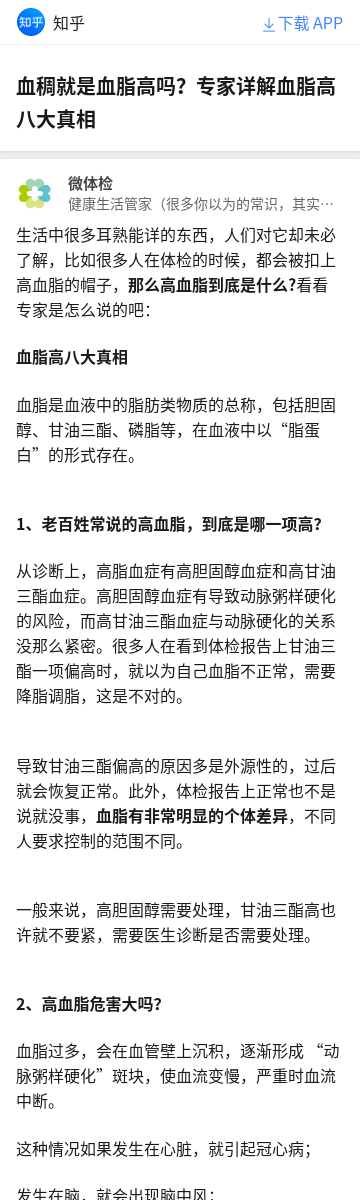 知乎 知乎 下载 APP
血稠就是血脂高吗？专家详解血脂高
八大真相
微体检
健康生活管家（很多你以为的常识，其实…
生活中很多耳熟能详的东西，人们对它却未必
了解，比如很多人在体检的时候，都会被扣上
高血脂的帽子，那么高血脂到底是什么?看看
专家是怎么说的吧：
血脂高八大真相
血脂是血液中的脂肪类物质的总称，包括胆固
醇、甘油三酯、磷脂等，在血液中以“脂蛋
白”的形式存在。
1、老百姓常说的高血脂，到底是哪一项高?
从诊断上，高脂血症有高胆固醇血症和高甘油
三酯血症。高胆固醇血症有导致动脉粥样硬化
的风险，而高甘油三酯血症与动脉硬化的关系
没那么紧密。很多人在看到体检报告上甘油三
酯一项偏高时，就以为自己血脂不正常，需要
降脂调脂，这是不对的。
导致甘油三酯偏高的原因多是外源性的，过后
就会恢复正常。此外，体检报告上正常也不是
说就没事，血脂有非常明显的个体差异，不同
人要求控制的范围不同。
一般来说，高胆固醇需要处理，甘油三酯高也
许就不要紧，需要医生诊断是否需要处理。
2、高血脂危害大吗?
血脂过多，会在血管壁上沉积，逐渐形成 “动
脉粥样硬化”斑块，使血流变慢，严重时血流
中断。
这种情况如果发生在心脏，就引起冠心病；
发生在脑，就会出现脑中风；